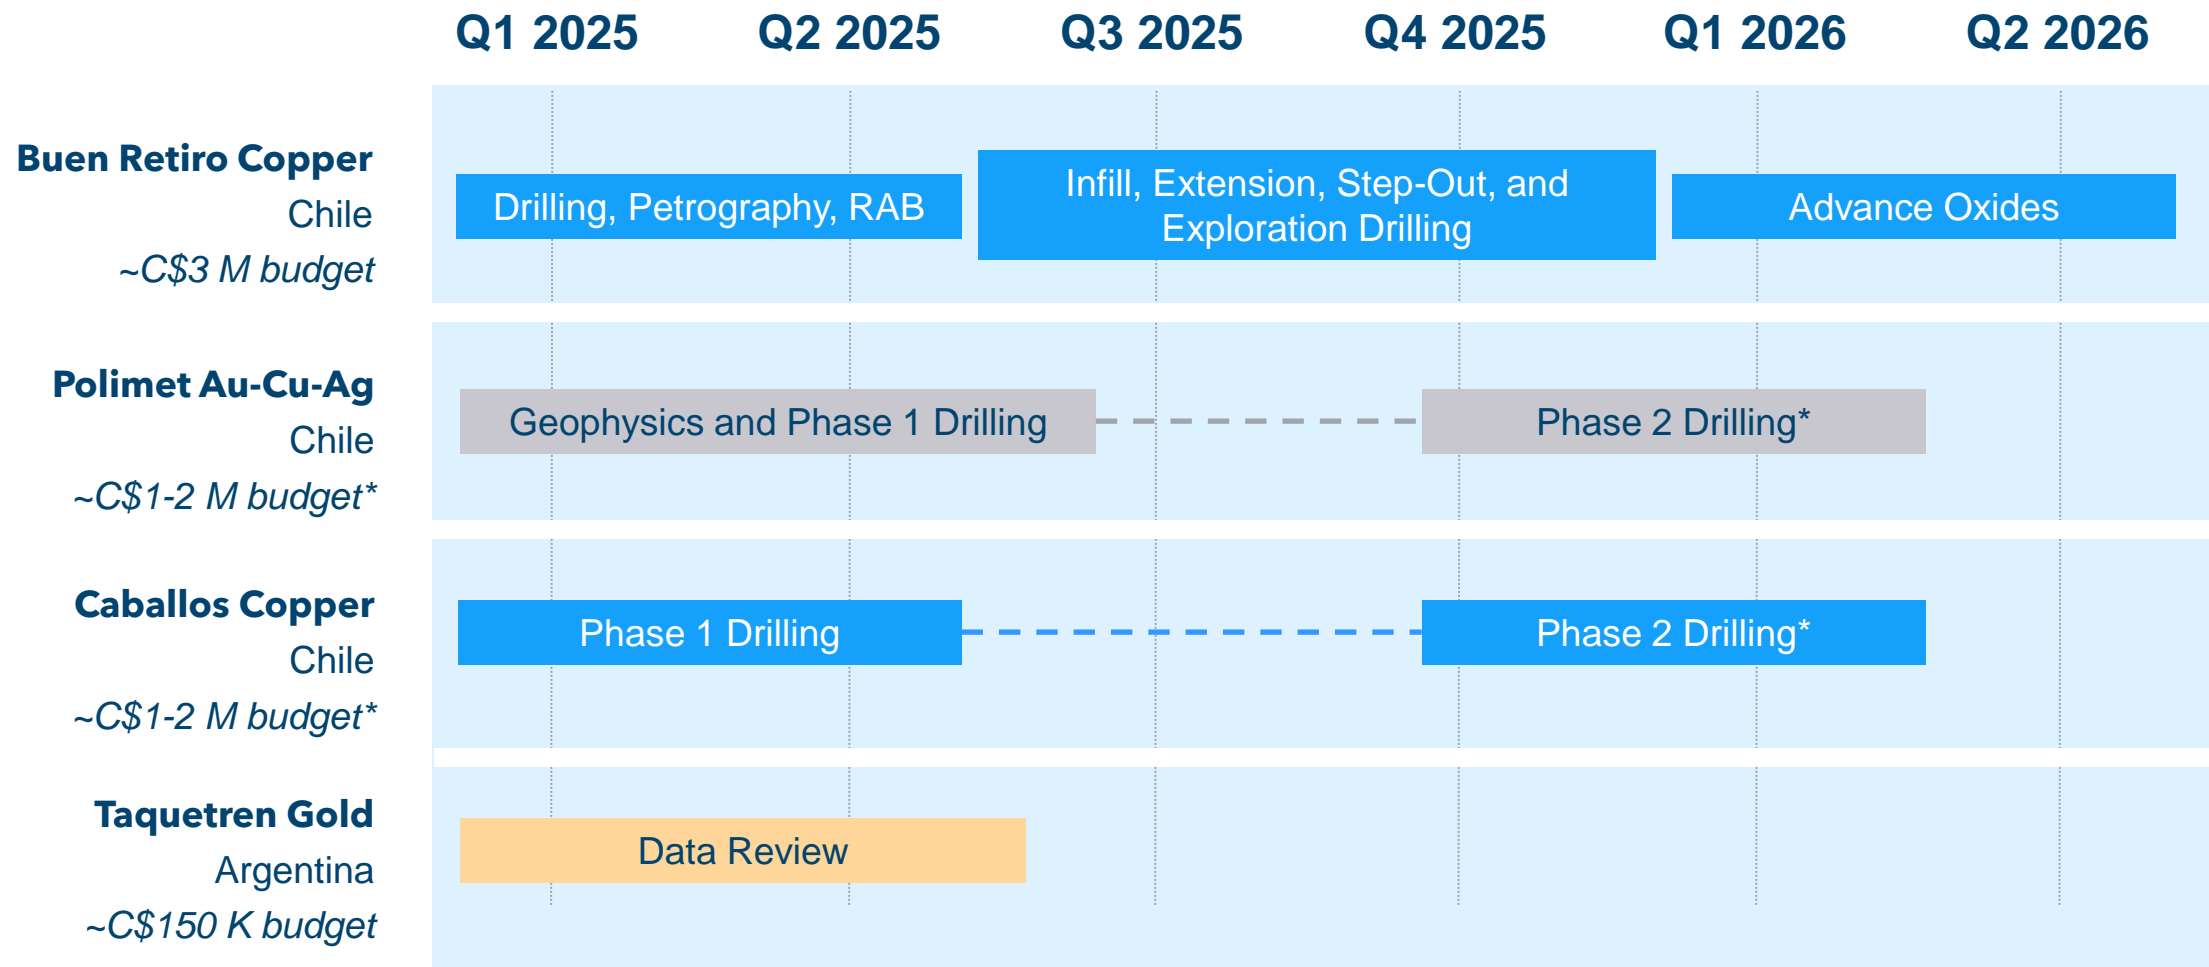 Q1 2025 Q2 2025 Q3 2025 Q4 2025 Q1 2026 Q2 2026
Buen Retiro Copper
Chile
~C$3 M budget
Drilling, Petrography, RAB
Infill, Extension, Step-Out, and
Exploration Drilling
Advance Oxides
Polimet Au-Cu-Ag
Chile
~C$1-2 M budget*
Geophysics and Phase 1 Drilling
Phase 2 Drilling*
Caballos Copper
Chile
~C$1-2 M budget*
Phase 1 Drilling
Phase 2 Drilling*
Taquetren Gold
Argentina
~C$150 K budget
Data Review